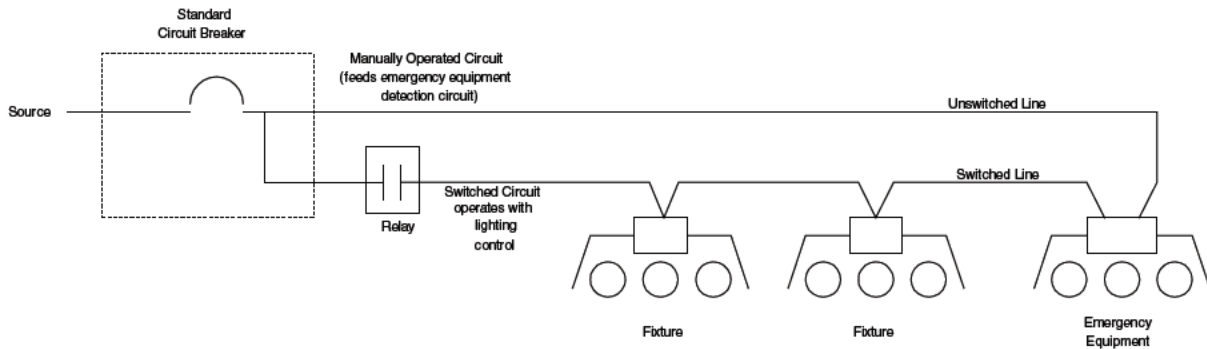 Standard
Circuit Breaker
Manually Operated Circuit
(feeds emergency equipment
detection circuit)
Source
Unswitched Line
Switched Circuit
operates with
lighting
control
Switched Line
Relay
Fixture
Fixture
Emergency
Equipment